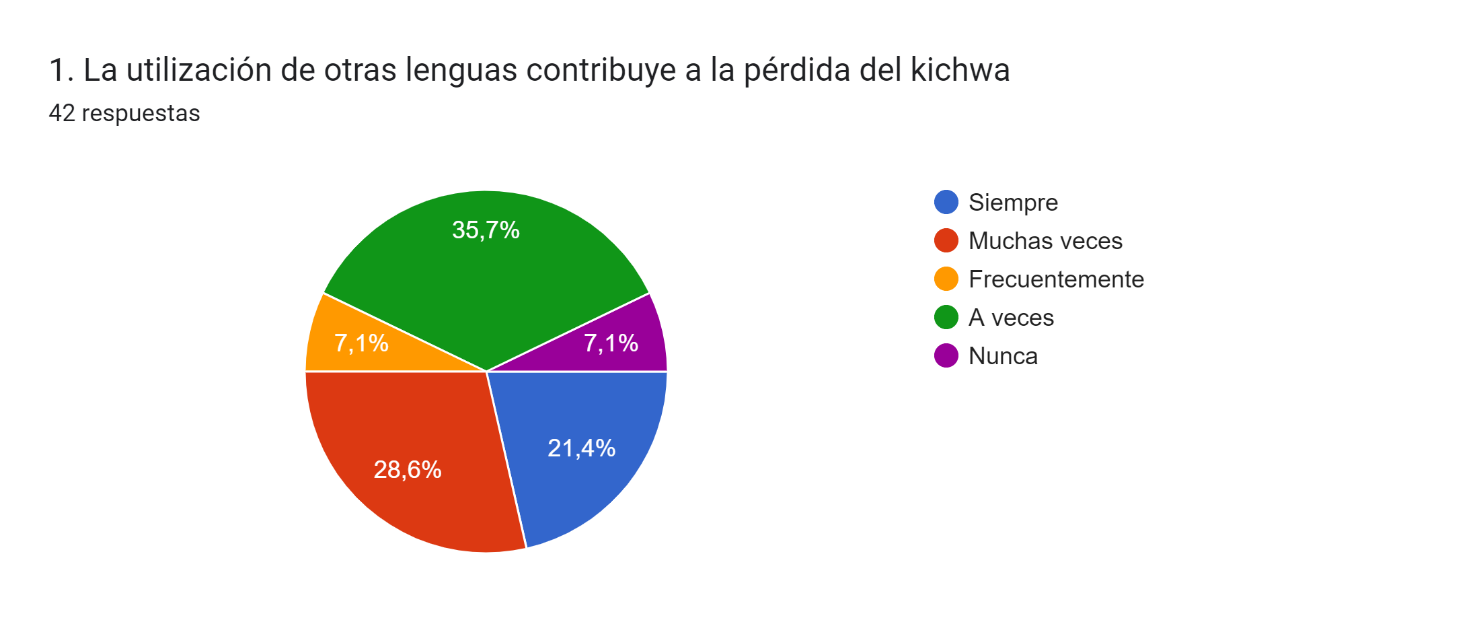 1. La utilización de otras lenguas contribuye a la pérdida del kichwa
42 respuestas
35,7%
7,1%
7,1%
28,6%
21,4%
Siempre
Muchas veces
Frecuentemente
A veces
Nunca